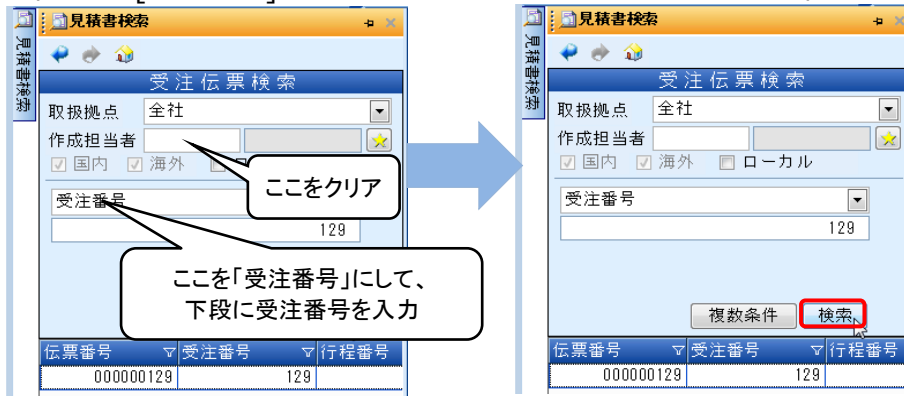 見積書検索
見積書検索
受注伝票検索
取扱拠点 全社
作成担当者
国内 海外
ここをクリア
受注番号
129
ここを「受注番号」にして、
下段に受注番号を入力
伝票番号 受注番号 行程番号
000000129 129
見積書検索
見積書検索
受注伝票検索
取扱拠点 全社
作成担当者
国内 海外 ローカル
受注番号
129
複数条件 検索
伝票番号 受注番号 行程番号
000000129 129